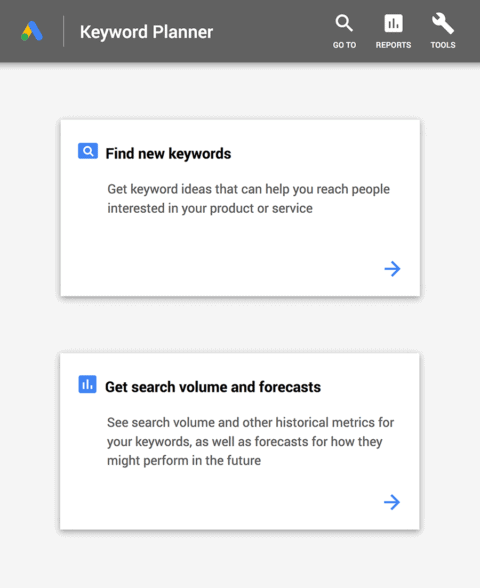 Keyword Planner
GO TO
REPORTS
TOOLS
Find new keywords
Get keyword ideas that can help you reach people
interested in your product or service
Get search volume and forecasts
See search volume and other historical metrics for
your keywords, as well as forecasts for how they
might perform in the future